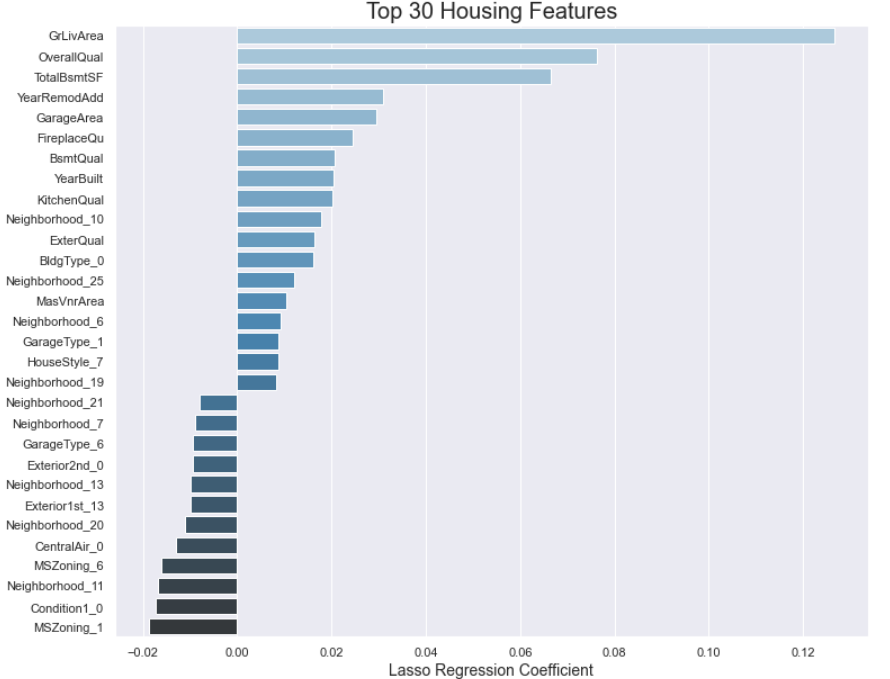 Top 30 Housing Features
GrLivArea
OverallQual
TotalBsmtSF
YearRemodAdd
GarageArea
FireplaceQu
BsmtQual
YearBuilt
KitchenQual
Neighborhood_10
ExterQual
BldgType_0
Neighborhood_25
MasVnrArea
Neighborhood_6
GarageType_1
HouseStyle_7
Neighborhood_19
Neighborhood_21
Neighborhood_7
GarageType_6
Exterior2nd_0
Neighborhood_13
Exterior1st_13
Neighborhood_20
CentralAir_0
MSZoning_6
Neighborhood_11
Condition1_0
MSZoning_1
−0.02 0.00 0.02 0.04 0.06 0.08 0.10 0.12
Lasso Regression Coefficient